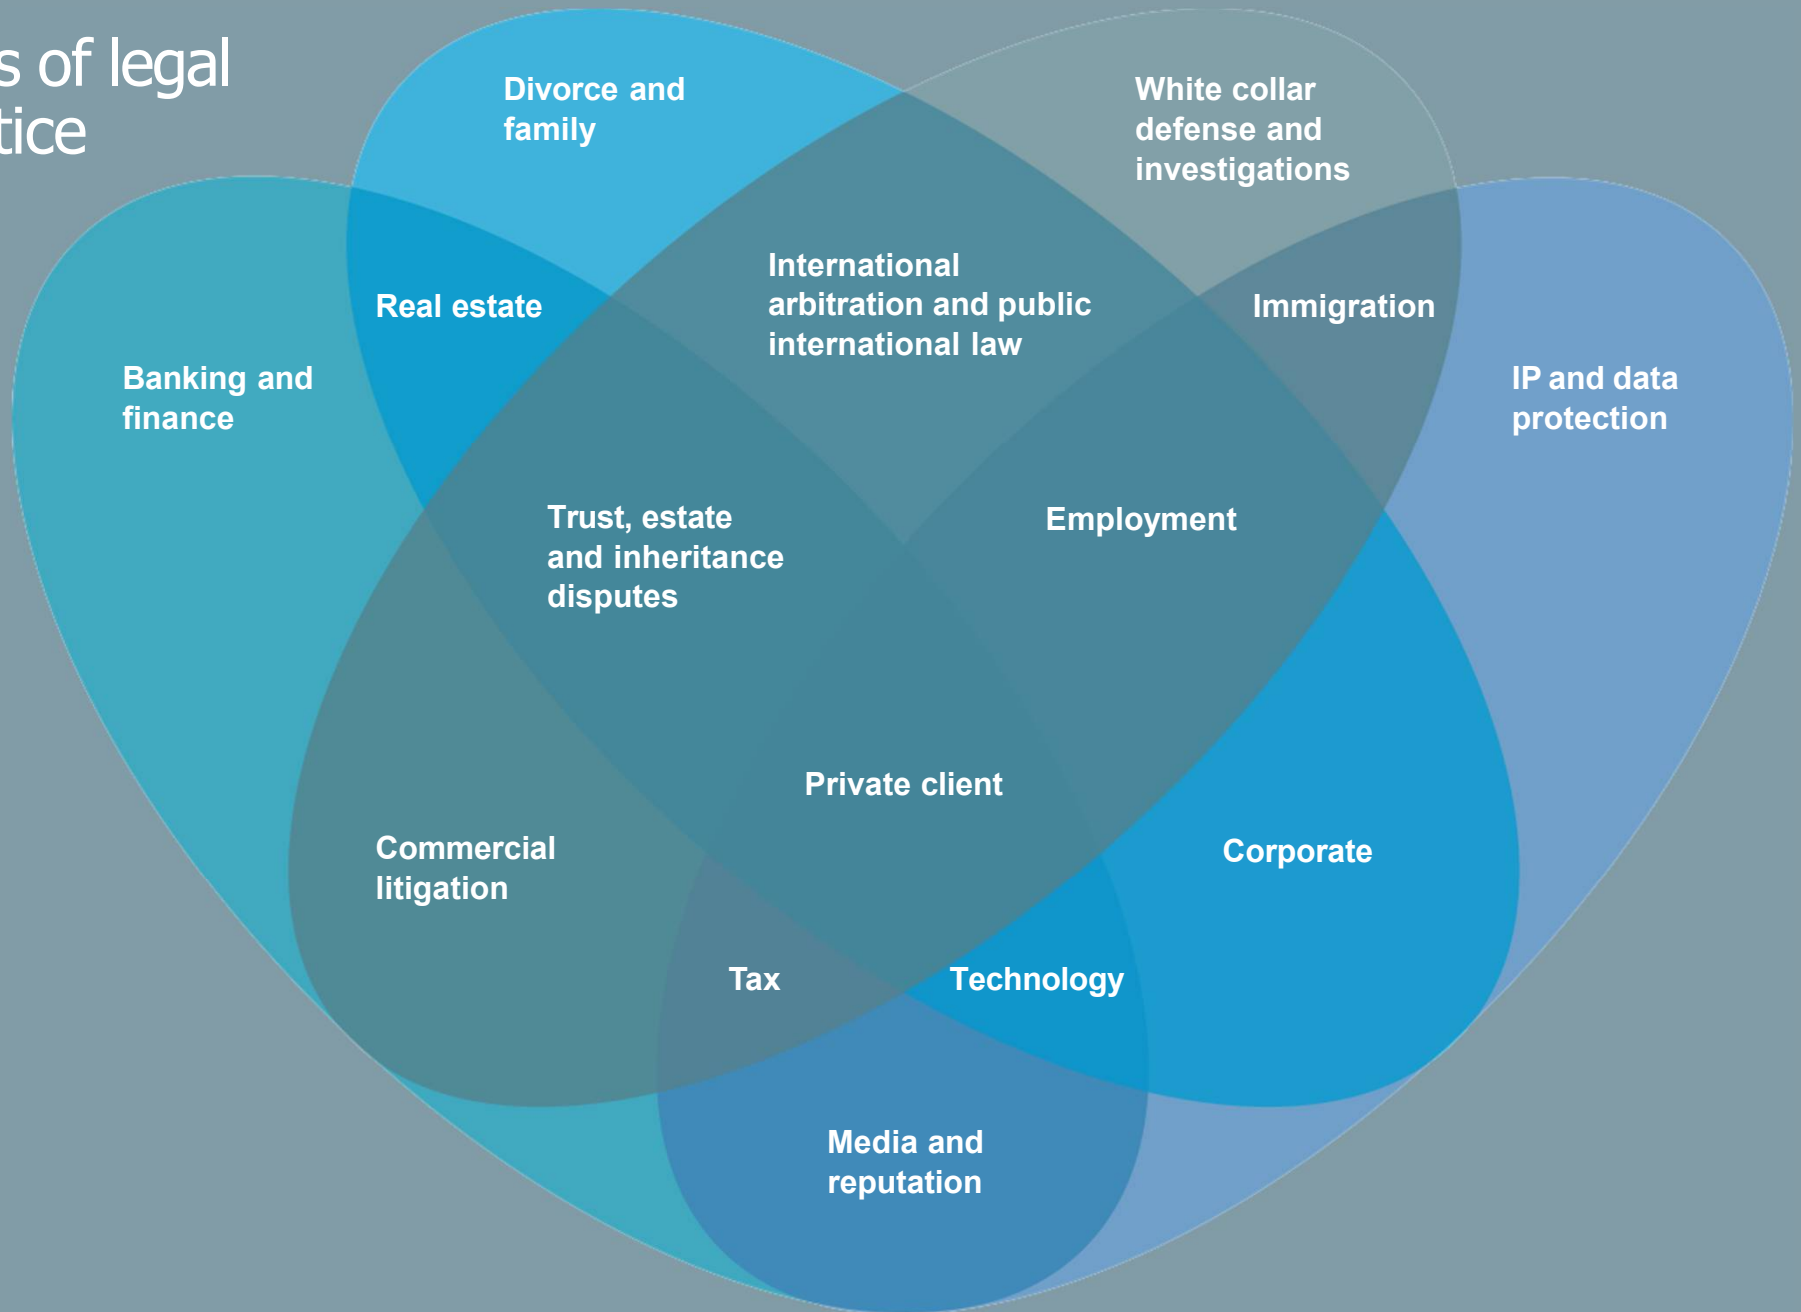 s of legal
tice
Divorce and
family
White collar
defense and
investigations
International
arbitration and public
international law
Real estate
Immigration
Banking and
finance
IP and data
protection
Trust, estate
and inheritance
disputes
Employment
Private client
Commercial
litigation
Corporate
Tax
Technology
Media and
reputation